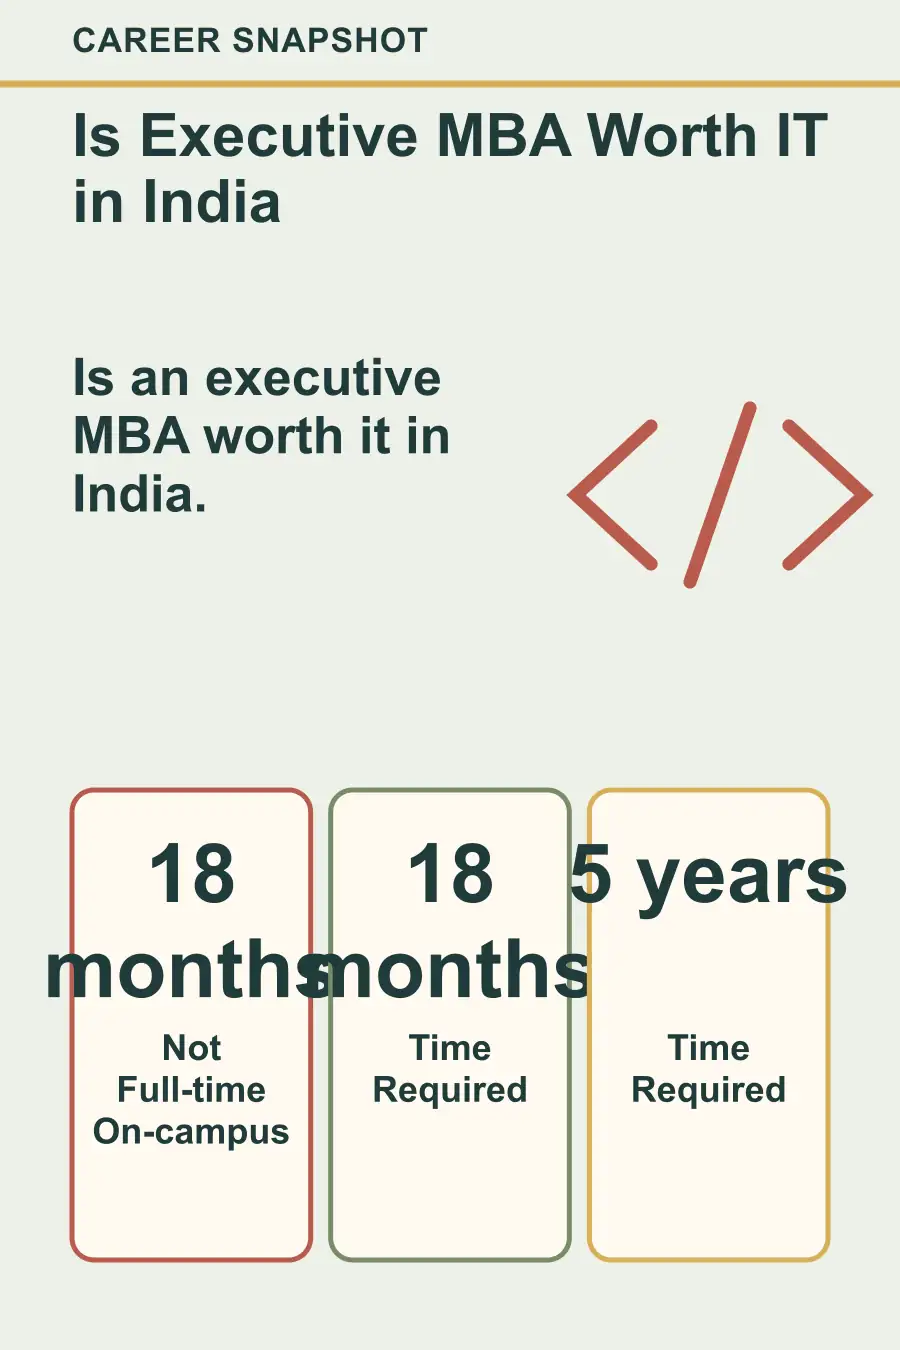 CAREER SNAPSHOT
Is Executive MBA Worth IT
in India
Is an executive
MBA worth it in
India.
</>
18
months
Not
Full-time
On-campus
18
months
Time
Required
5 years
Time
Required